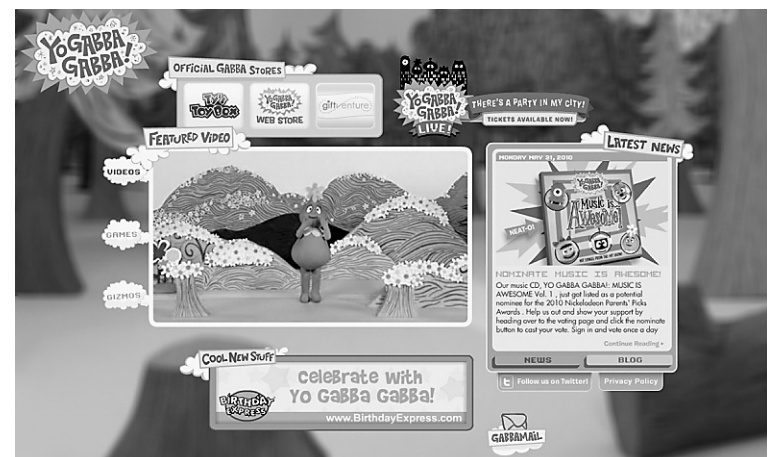 YO GABBA
GABBA!
OFFICIAL GABBA STORES
TOY BOX
YO GABBA
GABBA!
WEB STORE
giftventure
YO GABBA
GABBA
LIVE!
THERE'S A PARTY IN MY CITY!
TICKETS AVAILABLE NOW!
FEATURED VIDEO
VIDEOS
GAMES
GIZMOS
LATEST NEWS
MONDAY MAY 31, 2010
YO GABBA
GABBA!
MUSIC IS
AWESOME!
NEAT-O!
NOMINATE MUSIC IS AWESOME!
Our music CD, YO GABBA GABBA!: MUSIC IS
AWESOME Vol. 1 , just got listed as a potential
nominee for the 2010 Nickelodeon Parents' Picks
Awards . Help us out and show your support by
heading over to the voting page and click the nominate
button to cast your vote. Sign in and vote once a day
Continue Reading
NEWS
BLOG
Follow us on Twitter!
Privacy Policy
COOL NEW STUFF
BIRTHDAY
EXPRESS
Celebrate With
Yo Gabba Gabba!
www.BirthdayExpress.com
GABBAMAIL